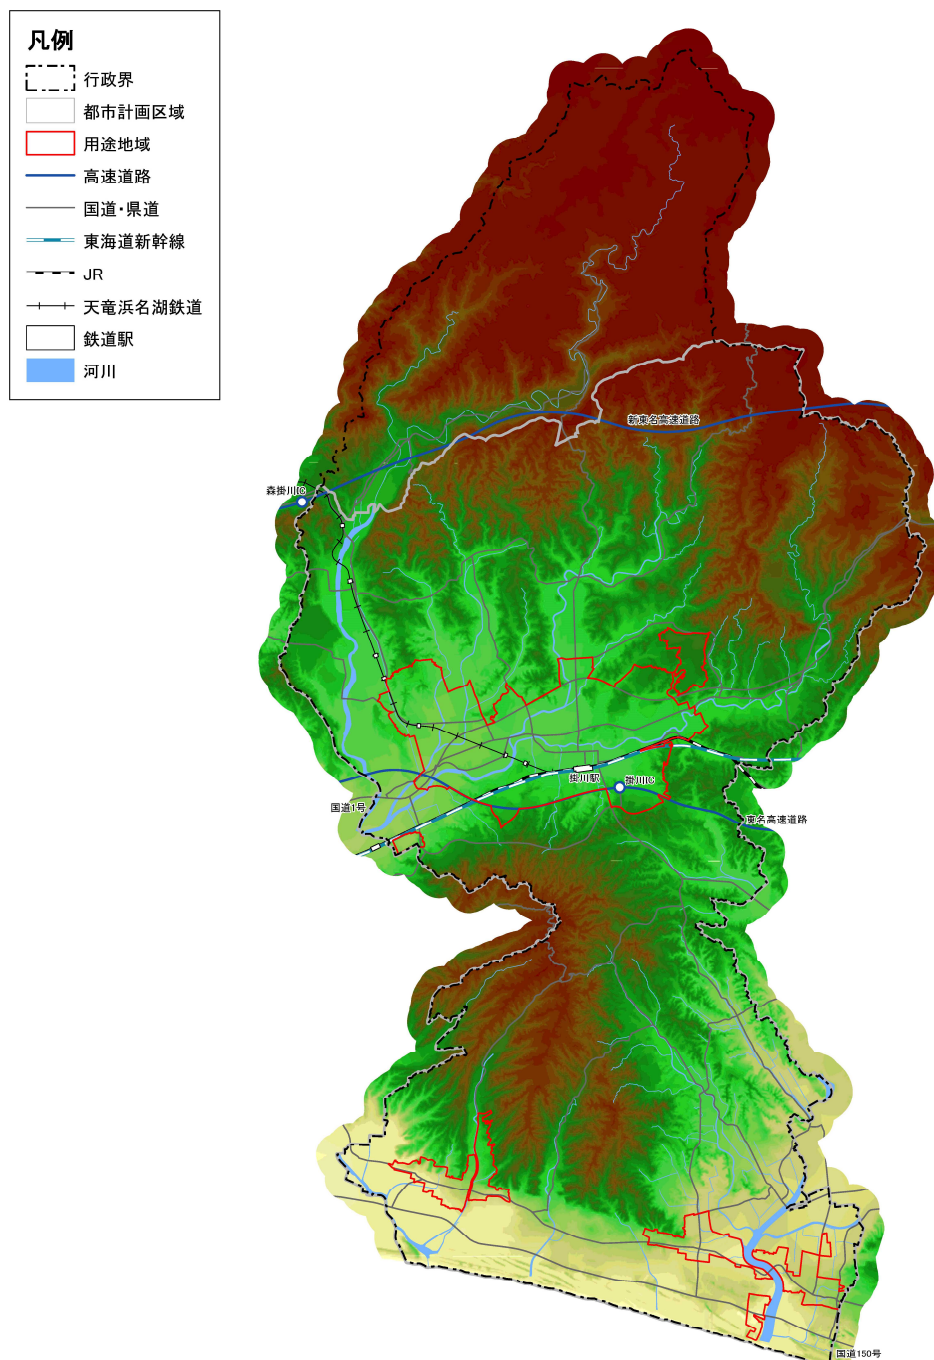 凡例
行政界
都市計画区域
用途地域
高速道路
国道・県道
東海道新幹線
JR
天竜浜名湖鉄道
鉄道駅
河川
新東名高速道路
森掛川IC
掛川駅
掛川IC
国道1号
東名高速道路
国道150号